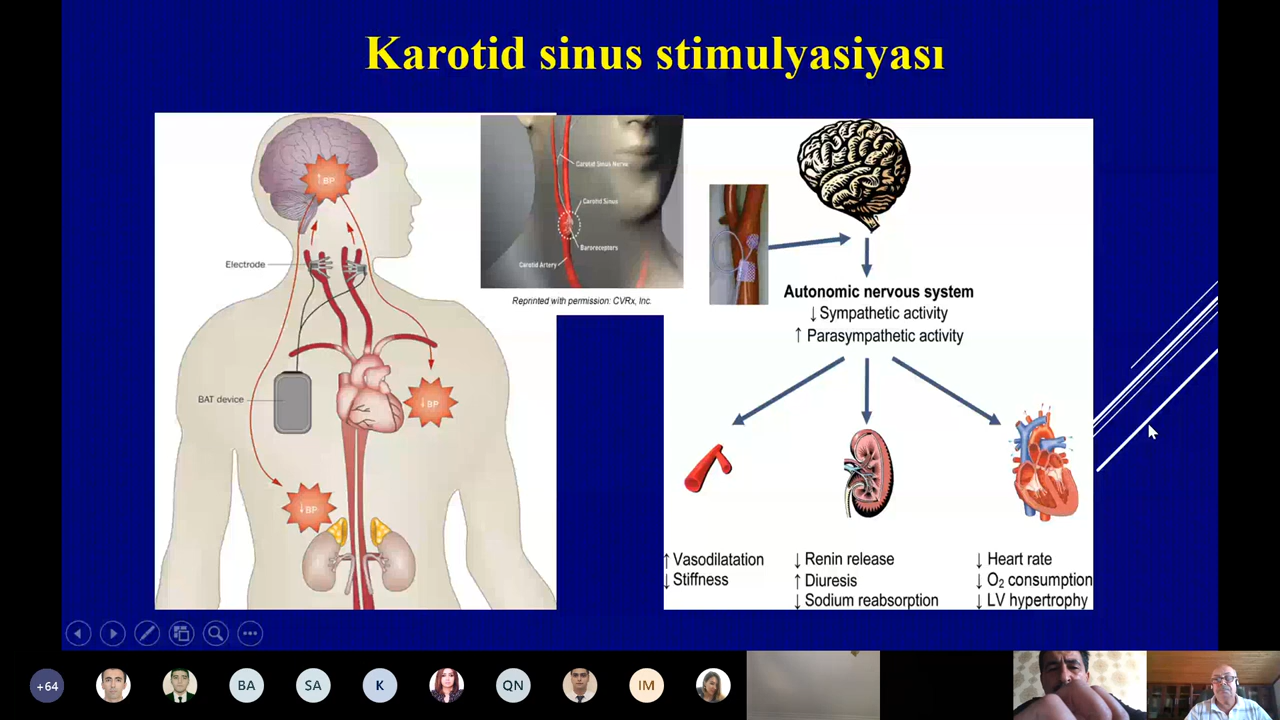 Karotid sinus stimulyasiyası
↑BP
Electrode
BAT device
↓BP
↓BP
Carotid Sinus Nerve
Carotid Sinus
Baroreceptors
Carotid Artery
Reprinted with permission: CVRx, Inc.
Autonomic nervous system
↓ Sympathetic activity
↑ Parasympathetic activity
↑ Vasodilatation
↓ Stiffness
↓ Renin release
↑ Diuresis
↓ Sodium reabsorption
↓ Heart rate
↓ O₂ consumption
↓ LV hypertrophy
+64
BA
SA
K
QN
IM